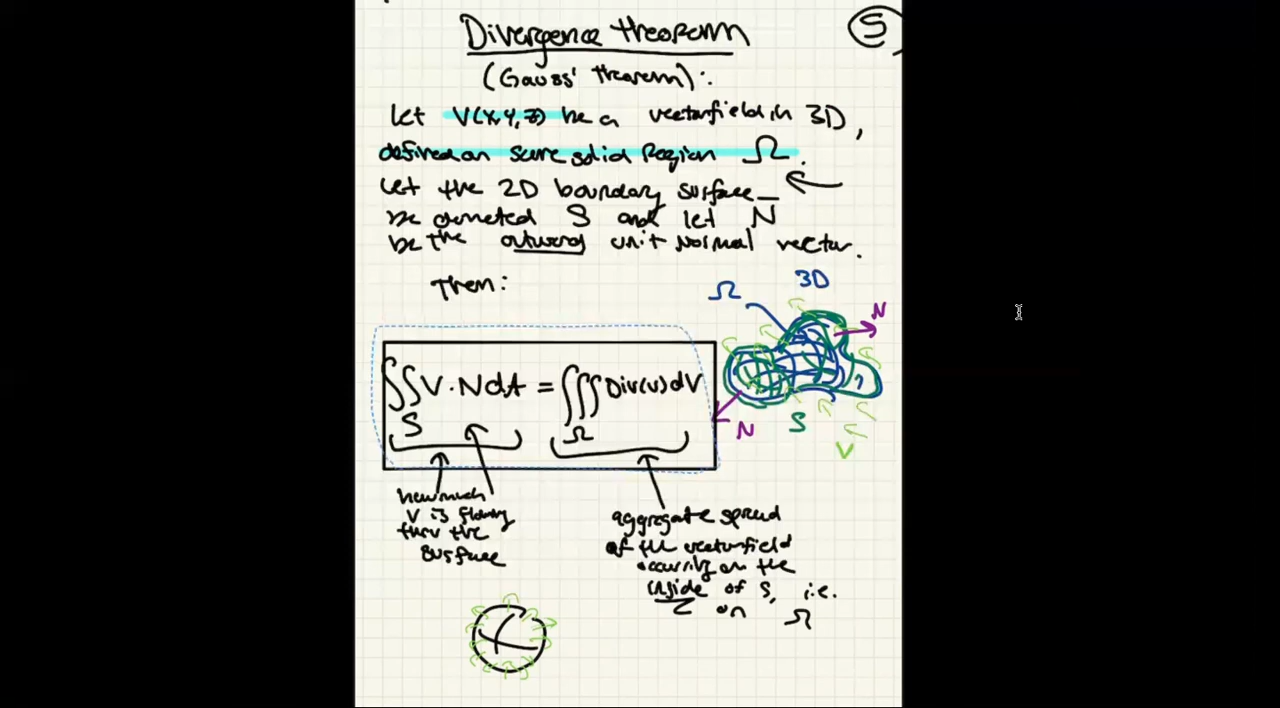 Divergence theorem
S
(Gauss' theorem):
Let V(x,y,z) be a vectorfield in 3D,
defined on some solid Region Ω.
Let the 2D boundary surface
be denoted S and let N
be the outward unit Normal vector.
Then:
Ω
3D
N
∬ V · N dA = ∭ Div(V) dV
S
Ω
N
S
V
how much
V is flowing
thru the
surface
aggregate spread
of the vectorfield
occurring on the
inside of S, i.e.
on Ω